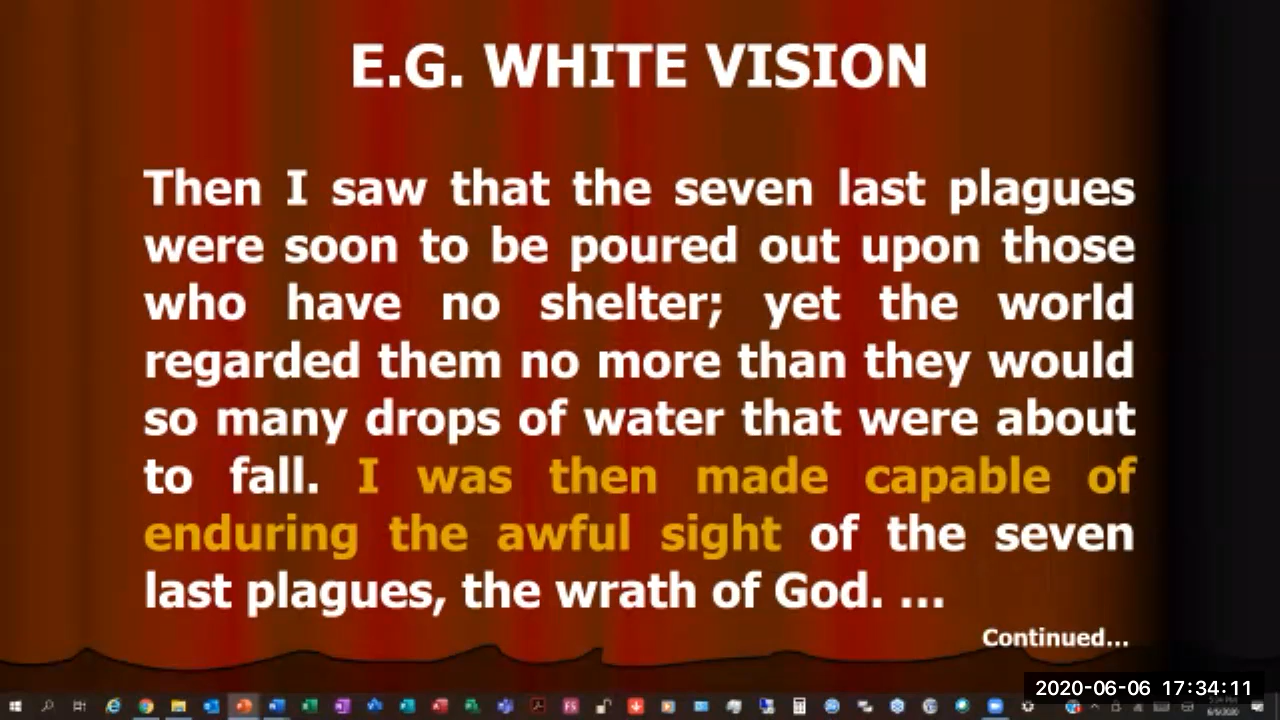 E.G. WHITE VISION
Then I saw that the seven last plagues
were soon to be poured out upon those
who have no shelter; yet the world
regarded them no more than they would
so many drops of water that were about
to fall. I was then made capable of
enduring the awful sight of the seven
last plagues, the wrath of God. ...
Continued...
2020-06-06 17:34:11